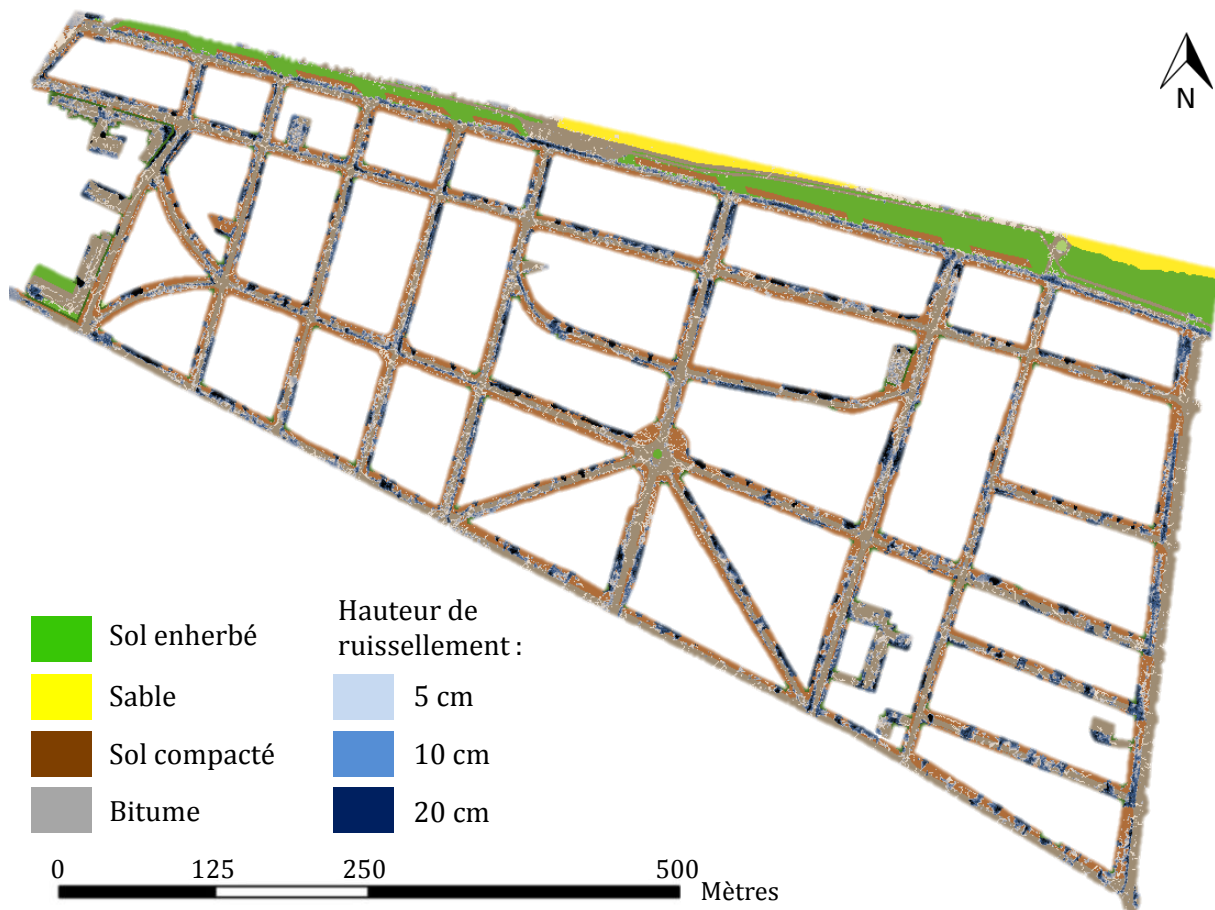 N
Sol enherbé
Sable
Sol compacté
Bitume
Hauteur de
ruissellement :
5 cm
10 cm
20 cm
0 125 250 500 Mètres